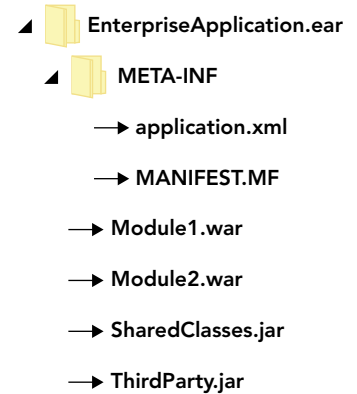 EnterpriseApplication.ear
META-INF
application.xml
MANIFEST.MF
Module1.war
Module2.war
SharedClasses.jar
ThirdParty.jar